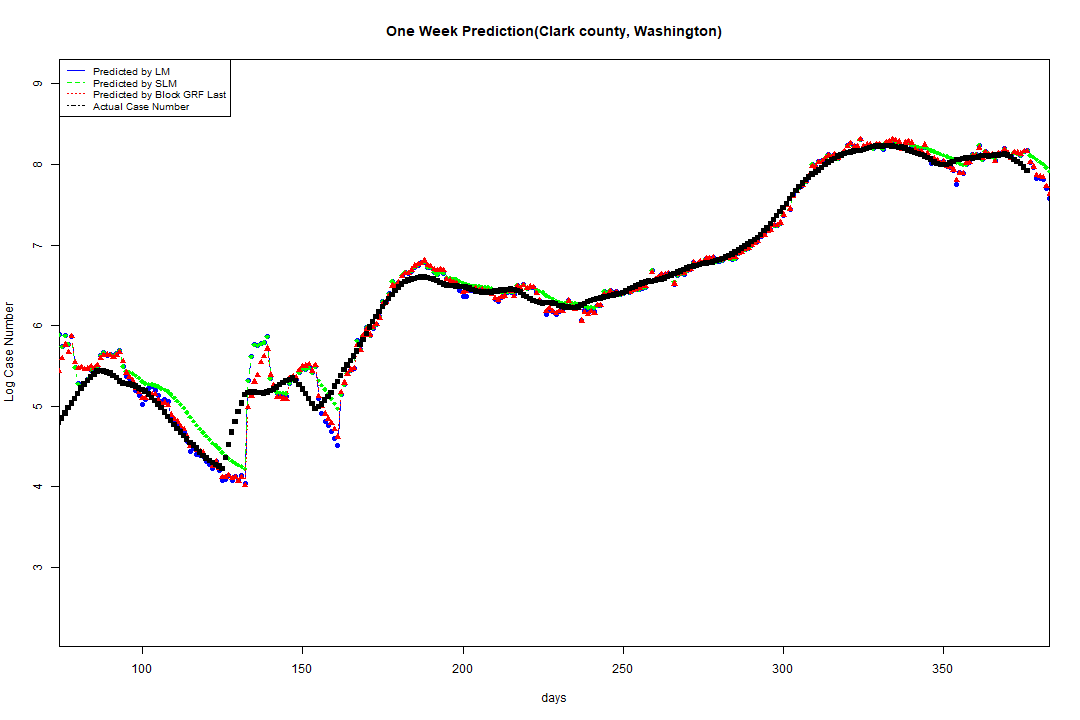 One Week Prediction(Clark county, Washington)
Predicted by LM
Predicted by SLM
Predicted by Block GRF Last
Actual Case Number
9
8
7
6
5
4
3
Log Case Number
100 150 200 250 300 350
days